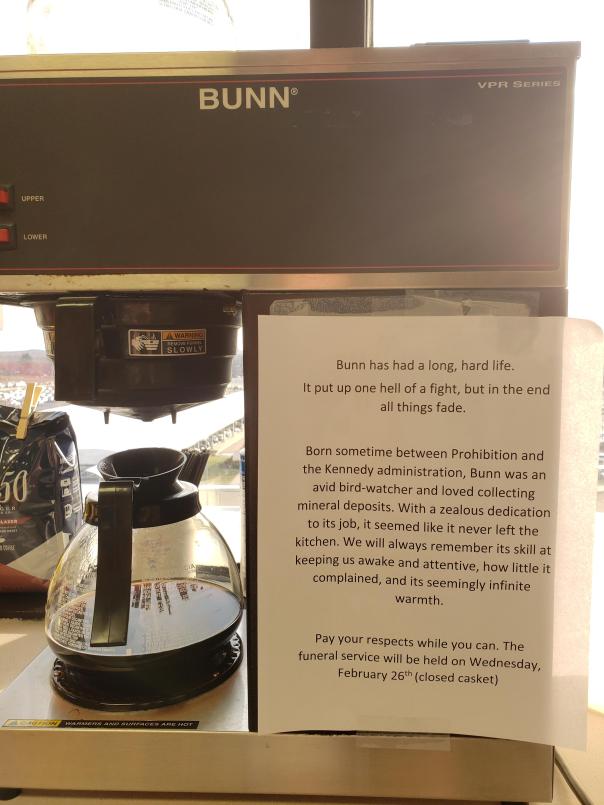 BUNN®
VPR SERIES
UPPER
LOWER
WARNING
REMOVE FUNNEL
SLOWLY
Bunn has had a long, hard life.
It put up one hell of a fight, but in the end
all things fade.
Born sometime between Prohibition and
the Kennedy administration, Bunn was an
avid bird-watcher and loved collecting
mineral deposits. With a zealous dedication
to its job, it seemed like it never left the
kitchen. We will always remember its skill at
keeping us awake and attentive, how little it
complained, and its seemingly infinite
warmth.
Pay your respects while you can. The
funeral service will be held on Wednesday,
February 26th (closed casket)
50
CAUTION WARMERS AND SURFACES ARE HOT